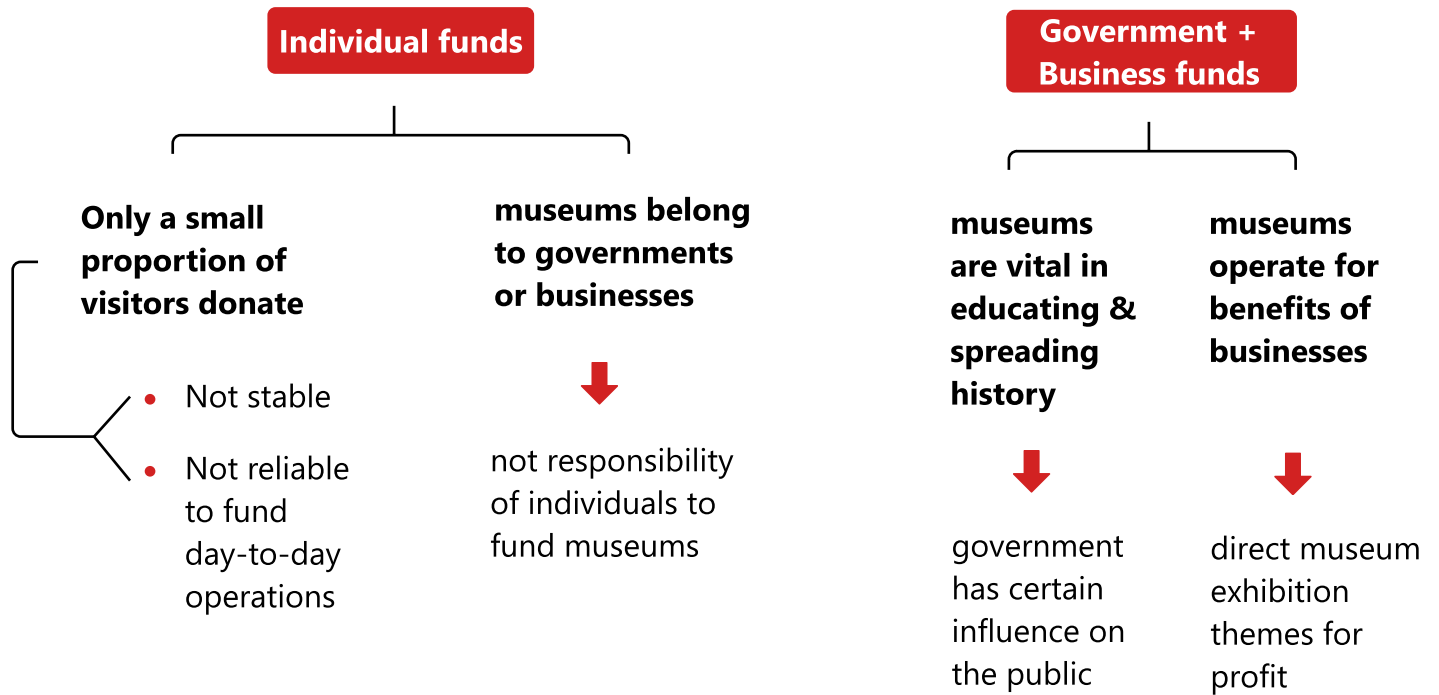 Individual funds
Only a small
proportion of
visitors donate
• Not stable
• Not reliable
to fund
day-to-day
operations
museums belong
to governments
or businesses
not responsibility
of individuals to
fund museums
Government +
Business funds
museums
are vital in
educating &
spreading
history
government
has certain
influence on
the public
museums
operate for
benefits of
businesses
direct museum
exhibition
themes for
profit